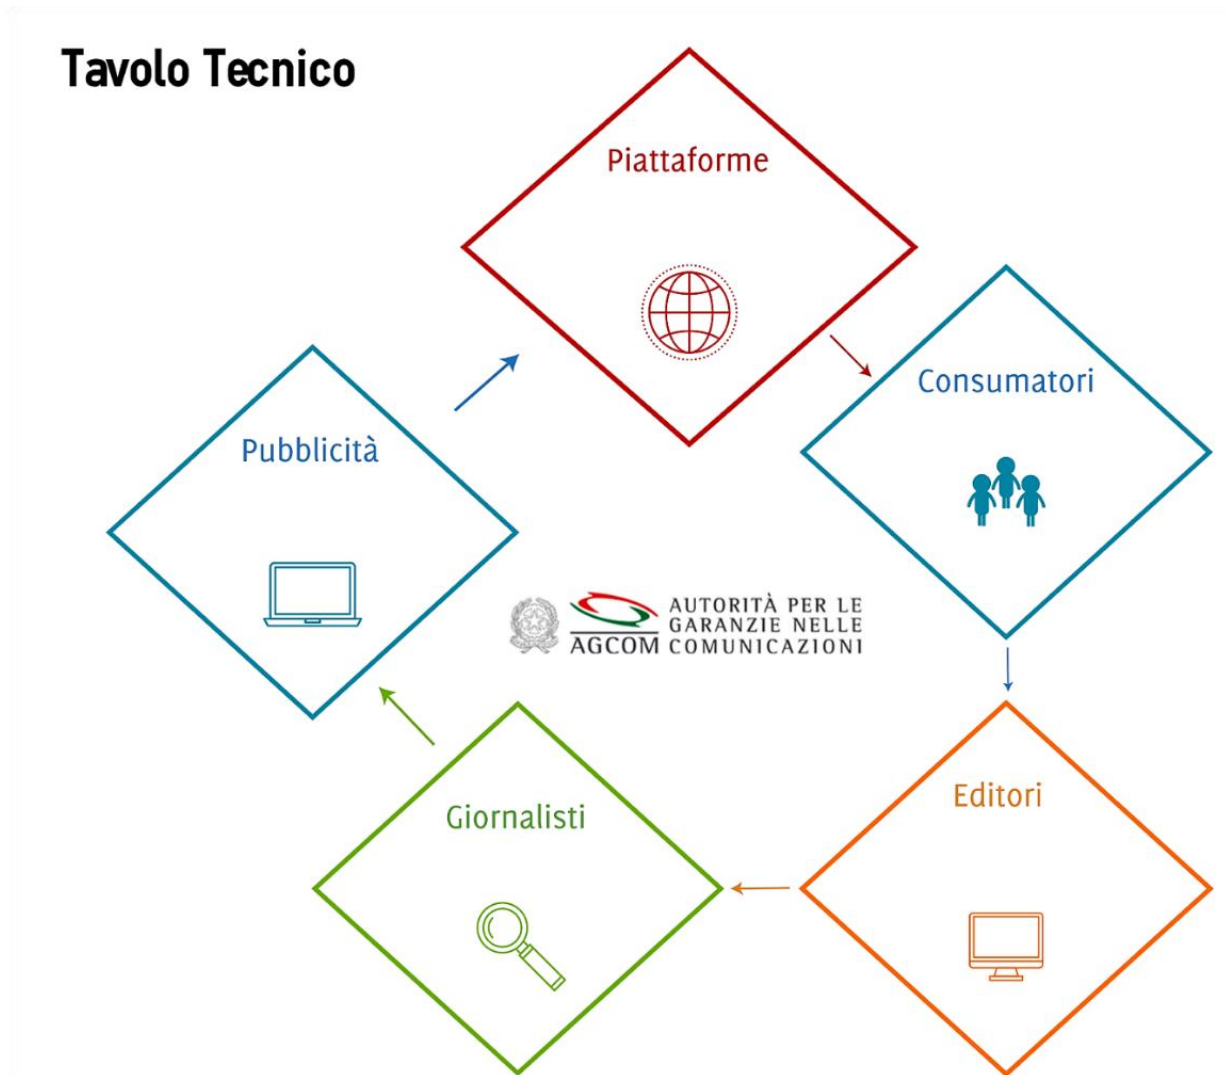 Tavolo Tecnico
Piattaforme
Consumatori
Pubblicità
AUTORITÀ PER LE
GARANZIE NELLE
AGCOM COMUNICAZIONI
Editori
Giornalisti